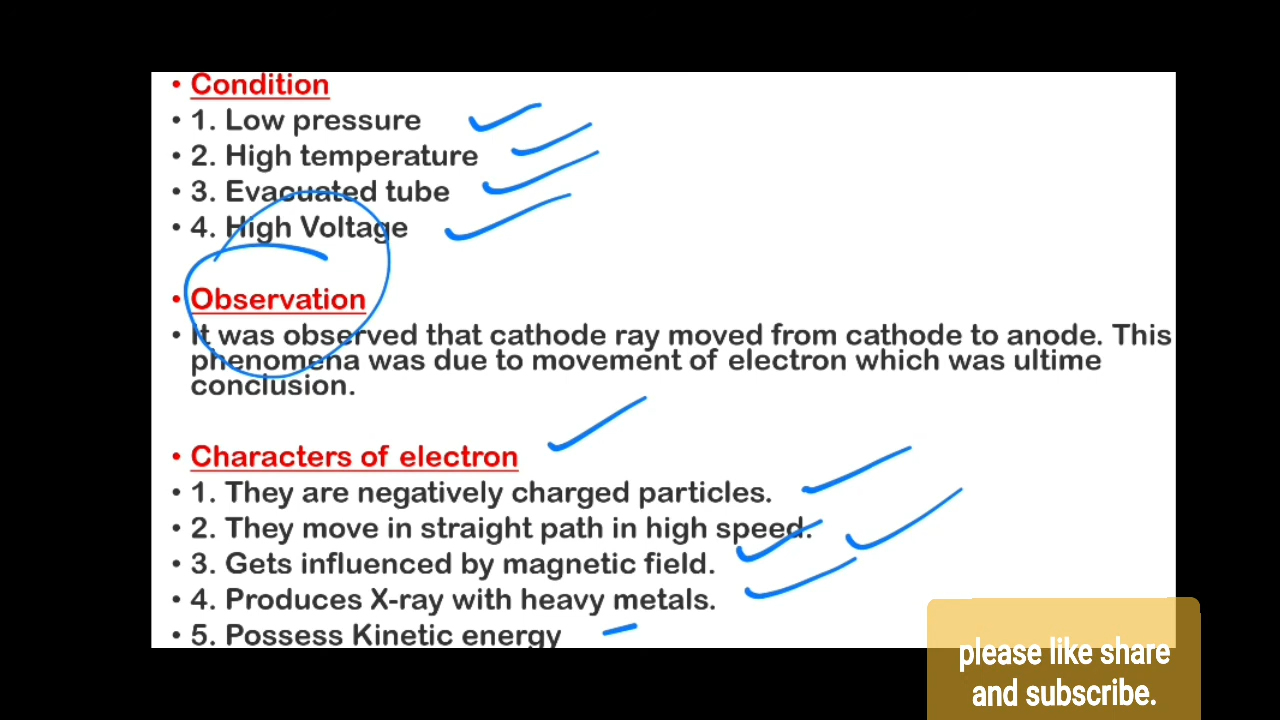 • Condition
• 1. Low pressure
• 2. High temperature
• 3. Evacuated tube
• 4. High Voltage
• Observation
• It was observed that cathode ray moved from cathode to anode. This
phenomena was due to movement of electron which was ultime
conclusion.
• Characters of electron
• 1. They are negatively charged particles.
• 2. They move in straight path in high speed.
• 3. Gets influenced by magnetic field.
• 4. Produces X-ray with heavy metals.
• 5. Possess Kinetic energy
please like share
and subscribe.